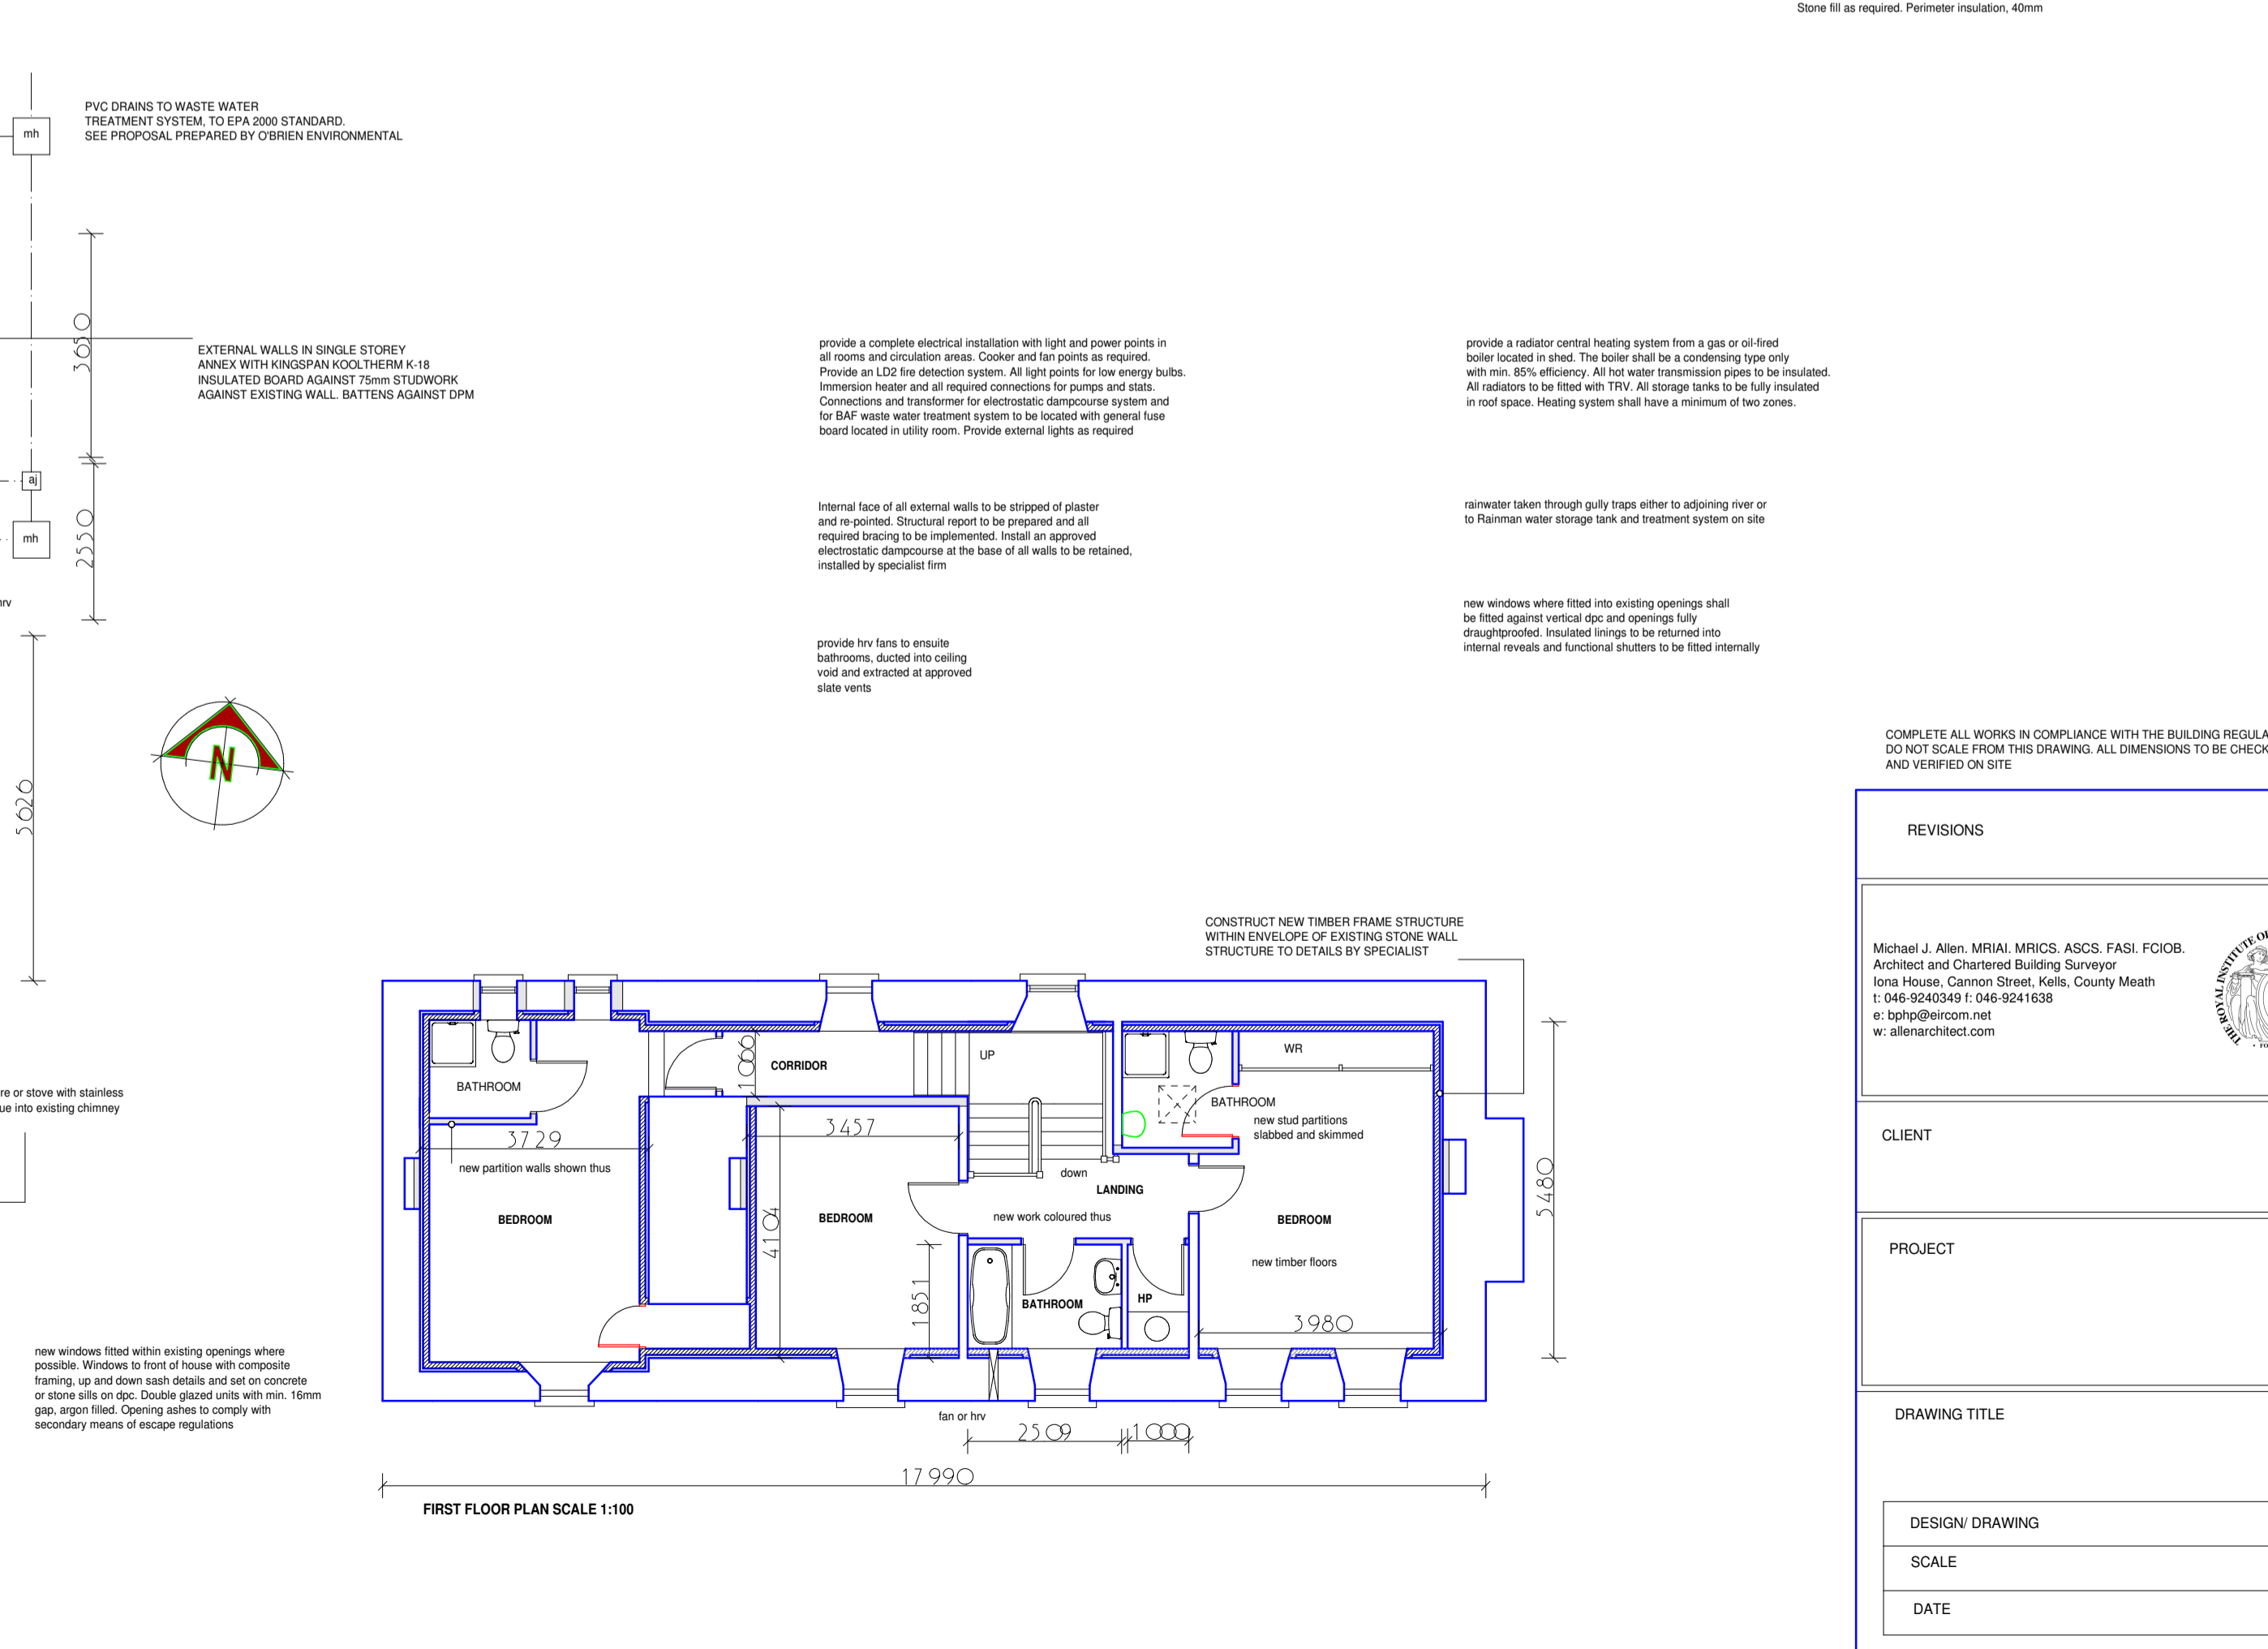 Stone fill as required. Perimeter insulation, 40mm
PVC DRAINS TO WASTE WATER
TREATMENT SYSTEM, TO EPA 2000 STANDARD.
SEE PROPOSAL PREPARED BY O'BRIEN ENVIRONMENTAL
mh
3650
EXTERNAL WALLS IN SINGLE STOREY
ANNEX WITH KINGSPAN KOOLTHERM K-18
INSULATED BOARD AGAINST 75mm STUDWORK
AGAINST EXISTING WALL. BATTENS AGAINST DPM
aj
mh
2550
hrv
5626
N
provide a complete electrical installation with light and power points in
all rooms and circulation areas. Cooker and fan points as required.
Provide an LD2 fire detection system. All light points for low energy bulbs.
Immersion heater and all required connections for pumps and stats.
Connections and transformer for electrostatic dampcourse system and
for BAF waste water treatment system to be located with general fuse
board located in utility room. Provide external lights as required
Internal face of all external walls to be stripped of plaster
and re-pointed. Structural report to be prepared and all
required bracing to be implemented. Install an approved
electrostatic dampcourse at the base of all walls to be retained,
installed by specialist firm
provide hrv fans to ensuite
bathrooms, ducted into ceiling
void and extracted at approved
slate vents
provide a radiator central heating system from a gas or oil-fired
boiler located in shed. The boiler shall be a condensing type only
with min. 85% efficiency. All hot water transmission pipes to be insulated.
All radiators to be fitted with TRV. All storage tanks to be fully insulated
in roof space. Heating system shall have a minimum of two zones.
rainwater taken through gully traps either to adjoining river or
to Rainman water storage tank and treatment system on site
new windows where fitted into existing openings shall
be fitted against vertical dpc and openings fully
draughtproofed. Insulated linings to be returned into
internal reveals and functional shutters to be fitted internally
COMPLETE ALL WORKS IN COMPLIANCE WITH THE BUILDING REGULA
DO NOT SCALE FROM THIS DRAWING. ALL DIMENSIONS TO BE CHECK
AND VERIFIED ON SITE
REVISIONS
Michael J. Allen. MRIAI. MRICS. ASCS. FASI. FCIOB.
Architect and Chartered Building Surveyor
Iona House, Cannon Street, Kells, County Meath
t: 046-9240349 f: 046-9241638
e: bphp@eircom.net
w: allenarchitect.com
THE ROYAL INSTITUTE OF
CLIENT
PROJECT
DRAWING TITLE
DESIGN/ DRAWING
SCALE
DATE
CONSTRUCT NEW TIMBER FRAME STRUCTURE
WITHIN ENVELOPE OF EXISTING STONE WALL
STRUCTURE TO DETAILS BY SPECIALIST
re or stove with stainless
ue into existing chimney
new windows fitted within existing openings where
possible. Windows to front of house with composite
framing, up and down sash details and set on concrete
or stone sills on dpc. Double glazed units with min. 16mm
gap, argon filled. Opening ashes to comply with
secondary means of escape regulations
BATHROOM
1060
CORRIDOR
UP
WR
BATHROOM
new stud partitions
slabbed and skimmed
3729
3457
new partition walls shown thus
down
LANDING
5480
BEDROOM
4104
BEDROOM
new work coloured thus
BEDROOM
new timber floors
1851
BATHROOM
HP
3980
fan or hrv
2509
1000
17990
FIRST FLOOR PLAN SCALE 1:100